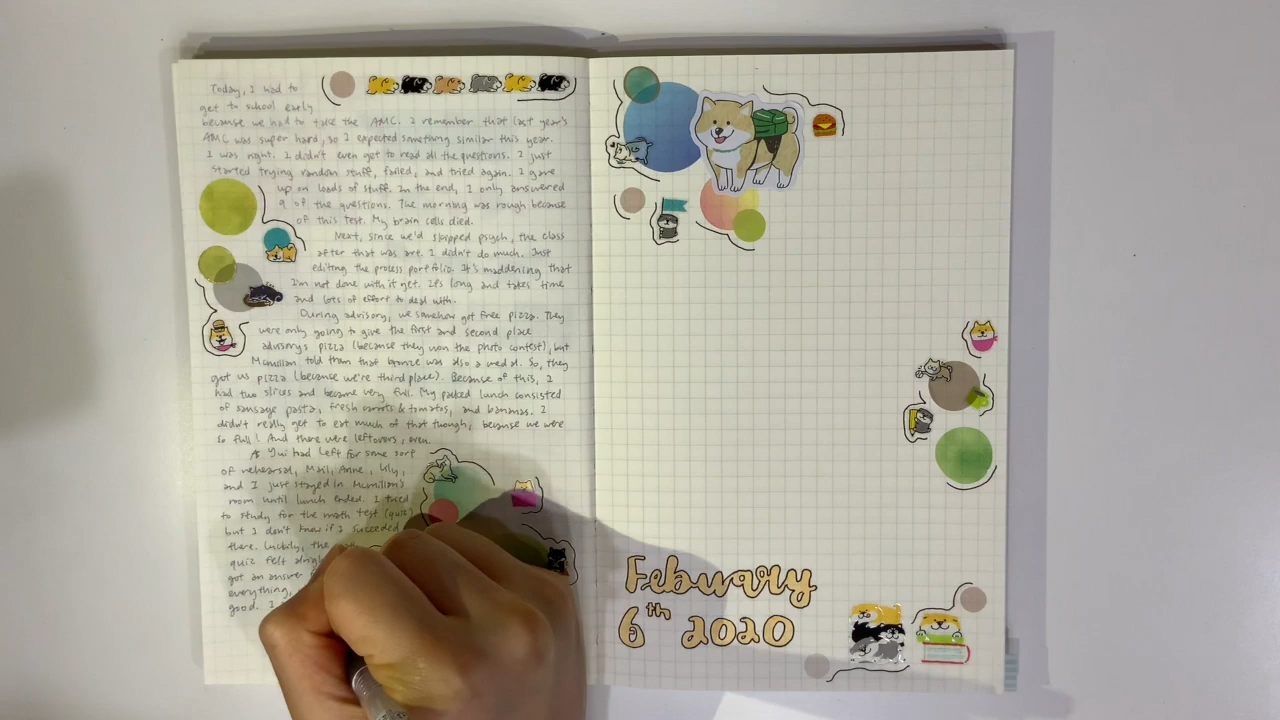 Today, I had to
get to school early
because we had to take the AMC. I remember that last year's
AMC was super hard, so I expected something similar this year.
I was right. I didn't even get to read all the questions. I just
started trying random stuff, failed, and tried again. I gave
up on loads of stuff. In the end, I only answered
9 of the questions. The morning was rough because
of this test. My brain cells died.
Next, since we'd skipped psych, the class
after that was art. I didn't do much. Just
editing the process portfolio. It's maddening that
I'm not done with it yet. It's long and takes time
and lots of effort to deal with.
During advisory, we somehow got free pizza. They
were only going to give the first and second place
advisorys pizza (because they won the photo contest), but
Mcmillan told them that bronze was also a medal. So, they
got us pizza (because we're third place). Because of this, I
had two slices and became very full. My packed lunch consisted
of sausage pasta, fresh carrots & tomatos, and bananas. I
didn't really get to eat much of that though, because we were
so full! And there were leftovers, even.
As Yui had left for some sort
of rehearsal, Maii, Anne, Lily,
and I just stayed in Mcmillan's
room until lunch ended. I tried
to study for the math test (quiz)
but I don't know if I succeeded
there. Luckily, the
quiz felt alright
got an answer
everything,
good. I
Febuary
6th 2020